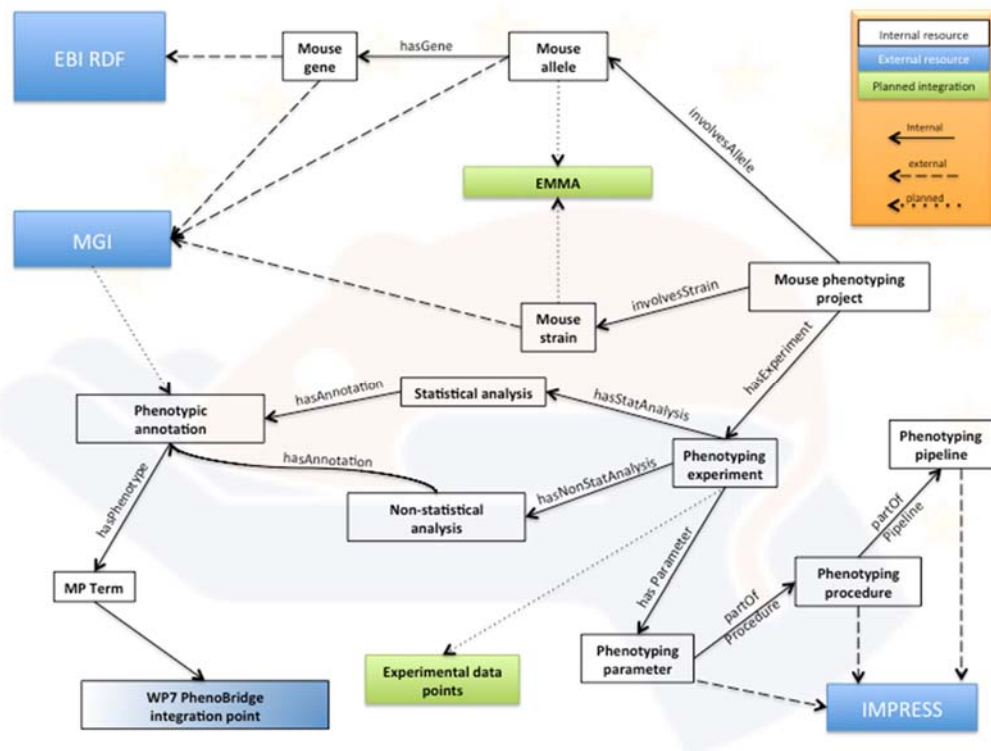 EBI RDF
Mouse
gene
hasGene
Mouse
allele
Internal resource
External resource
Planned integration
Internal
external
planned
involvesAllele
EMMA
MGI
Mouse phenotyping
project
involvesStrain
Mouse
strain
hasExperiment
Statistical analysis
hasAnnotation
hasStatAnalysis
Phenotypic
annotation
hasAnnotation
Phenotyping
experiment
Phenotyping
pipeline
hasNonStatAnalysis
Non-statistical
analysis
hasPhenotype
partOf
Pipeline
has Parameter
MP Term
Phenotyping
procedure
partOf
Procedure
Phenotyping
parameter
Experimental data
points
WP7 PhenoBridge
integration point
IMPRESS